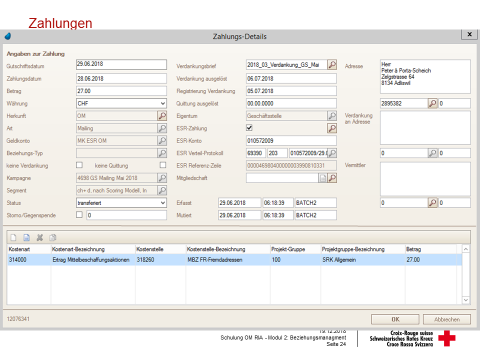 Zahlungen
Zahlungs-Details
X
Angaben zur Zahlung
Gutschriftsdatum 29.06.2018
Zahlungsdatum 28.06.2018
Betrag 27.00
Währung CHF
Herkunft OM
Art Mailing
Geldkonto MK ESR OM
Beziehungs-Typ
keine Verdankung keine Quittung
Kampagne 4698 GS Mailing Mai 2018
Segment ch+ d, nach Scoring Modell, In
Status transferiert
Storno/Gegenspende 0
Verdankungsbrief 2018_03_Verdankung_GS_Mai
Verdankung ausgelöst 06.07.2018
Registrierung Verdankung 05.07.2018
Quittung ausgelöst 00.00.0000
Eigentum Geschäftsstelle
ESR-Zahlung
ESR-Konto 010572009
ESR Verteil-Protokoll 69390 203 010572009/29.0
ESR Referenz-Zeile
Mitgliedschaft
Erfasst 29.06.2018 06:18:39 BATCH2
Mutiert 29.06.2018 06:18:39 BATCH2
Adresse Herr
Peter & Porta-Scheich
Zelgstrasse 64
8134 Adliswil
2895382 0
Verdankung
an Adresse
0 0
Vermittler
0 0
Kostenart Kostenart-Bezeichnung Kostenstelle Kostenstelle-Bezeichnung Projekt-Gruppe Projektgruppe-Bezeichnung Betrag
314000 Ertrag Mittelbeschaffungsaktionen 318260 MBZ FR-Fremdadressen 100 SRK Allgemein 27.00
12076341 OK Abbrechen
19.12.2018
Schulung OM RIA - Modul 2: Beziehungsmanagment
Seite 24
Croix-Rouge suisse
Schweizerisches Rotes Kreuz
Croce Rossa Svizzera